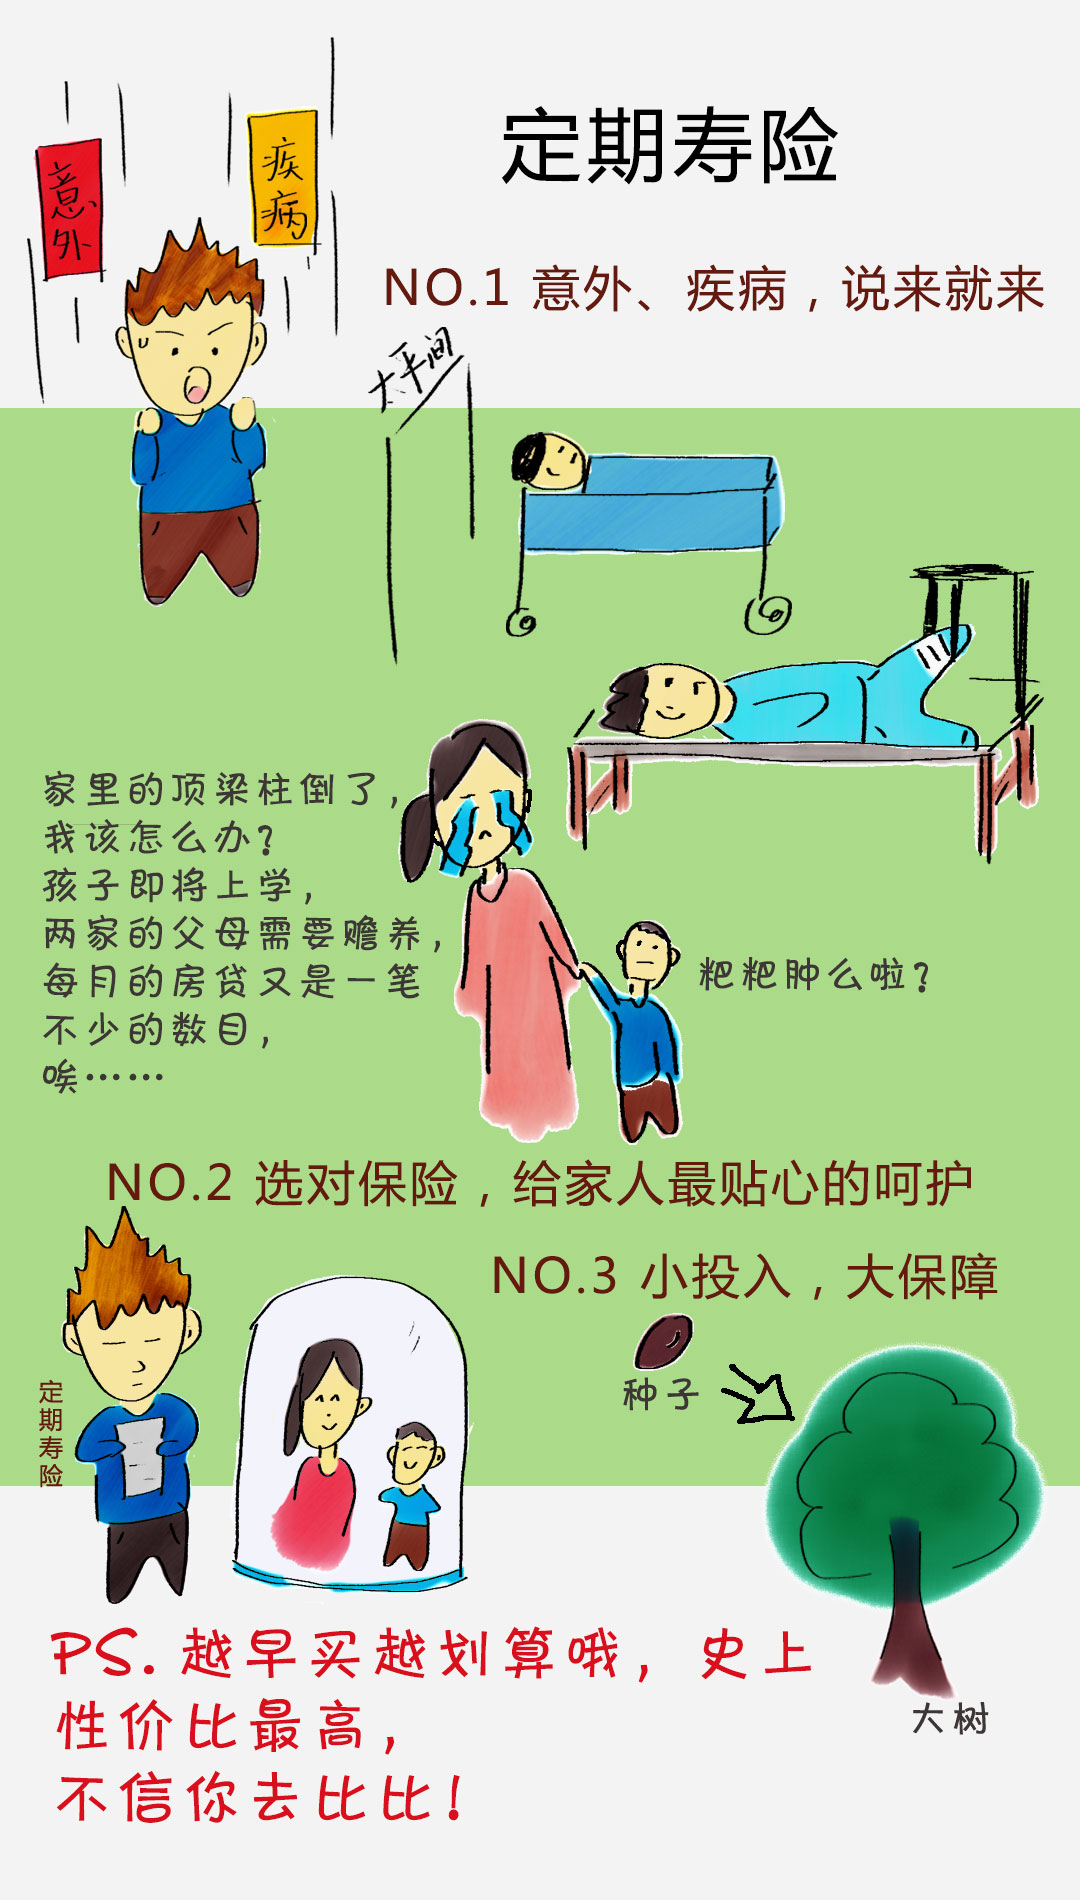 定期寿险
意外
疾病
NO.1 意外、疾病，说来就来
太平间
家里的顶梁柱倒了，
我该怎么办?
孩子即将上学，
两家的父母需要赡养，
每月的房贷又是一笔
不少的数目，
唉……
粑粑肿么啦?
NO.2 选对保险，给家人最贴心的呵护
NO.3 小投入，大保障
定期寿险
种子
大树
PS. 越早买越划算哦，史上
性价比最高，
不信你去比比!